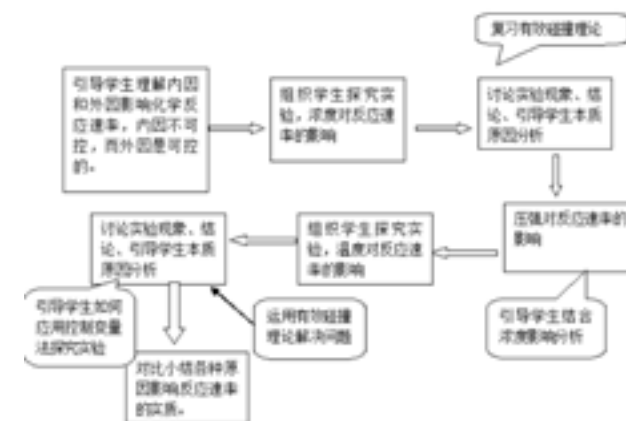 复习有效碰撞理论
引导学生理解内因
和外因影响化学反
应速率，内因不可
控，而外因是可控
的。
组织学生探究实
验，浓度对反应速
率的影响
讨论实验现象、结
论、引导学生本质
原因分析
压强对反应速率的
影响
引导学生结合
浓度影响分析
组织学生探究实
验，温度对反应速
率的影响
讨论实验现象、结
论、引导学生本质
原因分析
引导学生如何
应用控制变量
法探究实验
运用有效碰撞
理论解决问题
对比小结各种原
因影响反应速率
的实质。